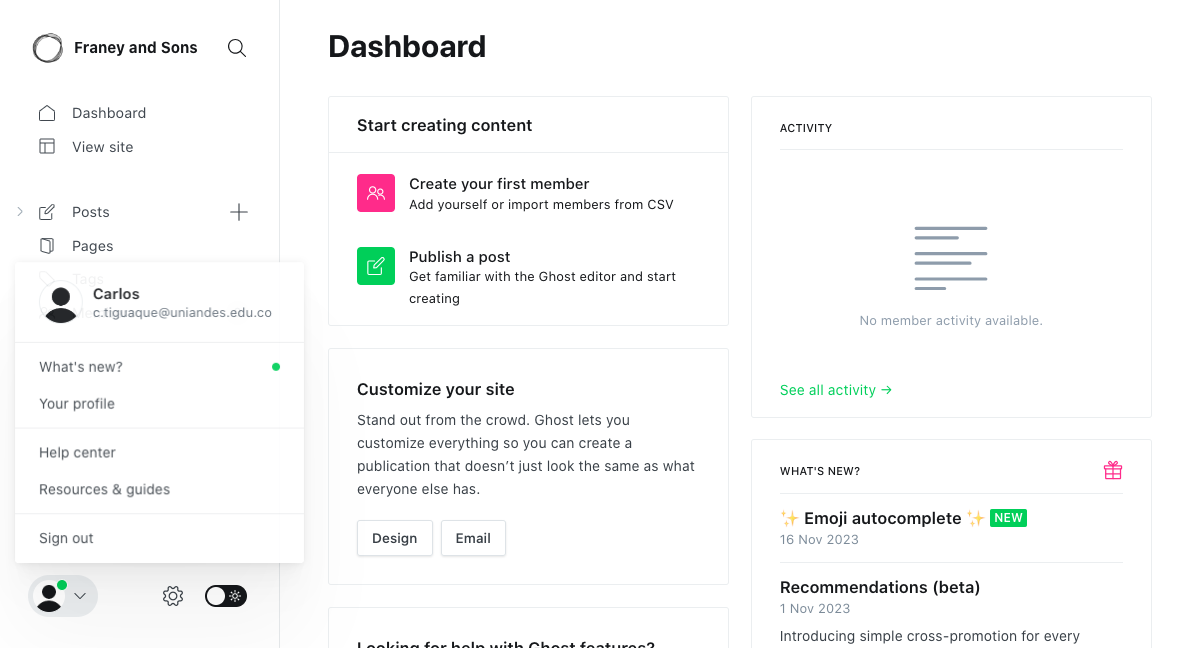 Franey and Sons
Dashboard
View site
Posts
Pages
Tags
Carlos
c.tiguaque@uniandes.edu.co
What's new?
Your profile
Help center
Resources & guides
Sign out
Dashboard
Start creating content
Create your first member
Add yourself or import members from CSV
Publish a post
Get familiar with the Ghost editor and start
creating
Customize your site
Stand out from the crowd. Ghost lets you
customize everything so you can create a
publication that doesn’t just look the same as what
everyone else has.
Design
Email
Looking for help with Ghost features?
ACTIVITY
No member activity available.
See all activity →
WHAT'S NEW?
✨ Emoji autocomplete ✨ NEW
16 Nov 2023
Recommendations (beta)
1 Nov 2023
Introducing simple cross-promotion for every